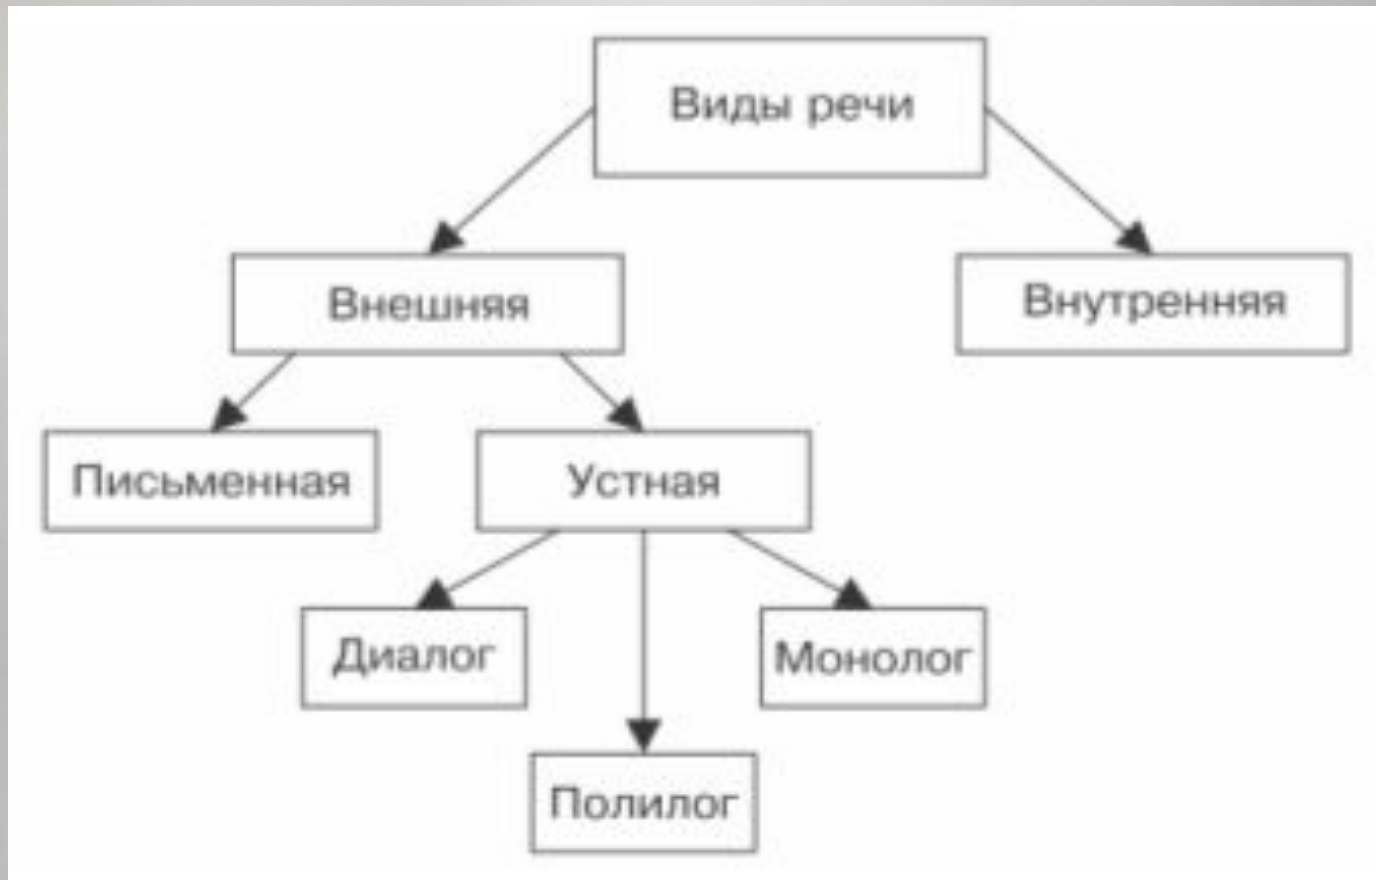 Виды речи
Внешняя
Внутренняя
Письменная
Устная
Диалог
Монолог
Полилог